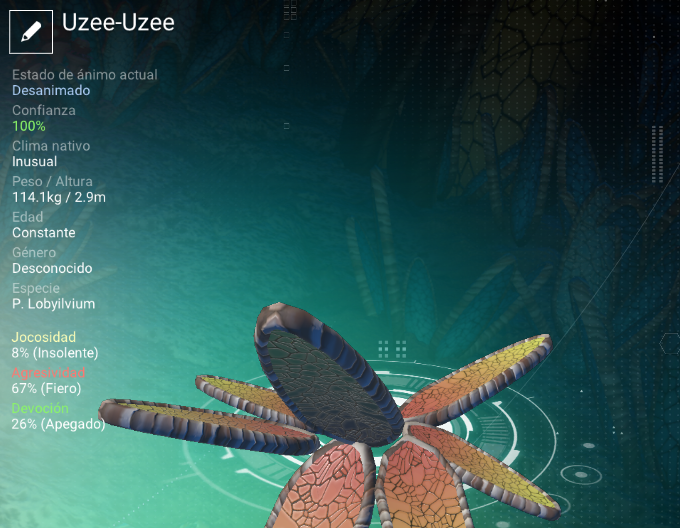 Uzee-Uzee
Estado de ánimo actual
Desanimado
Confianza
100%
Clima nativo
Inusual
Peso / Altura
114.1kg / 2.9m
Edad
Constante
Género
Desconocido
Especie
P. Lobyilvium
Jocosidad
8% (Insolente)
Agresividad
67% (Fiero)
Devoción
26% (Apegado)